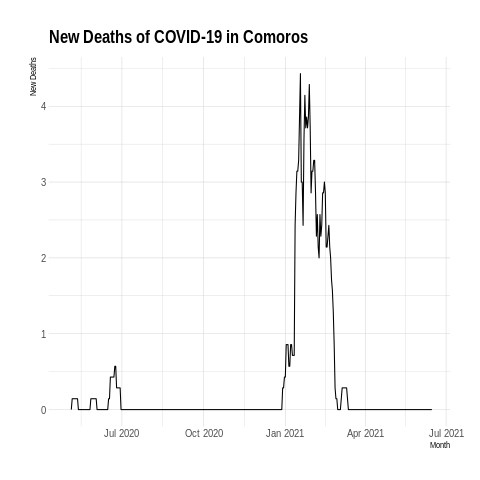 New Deaths of COVID-19 in Comoros
New Deaths
4
3
2
1
0
Jul 2020 Oct 2020 Jan 2021 Apr 2021 Jul 2021
Month